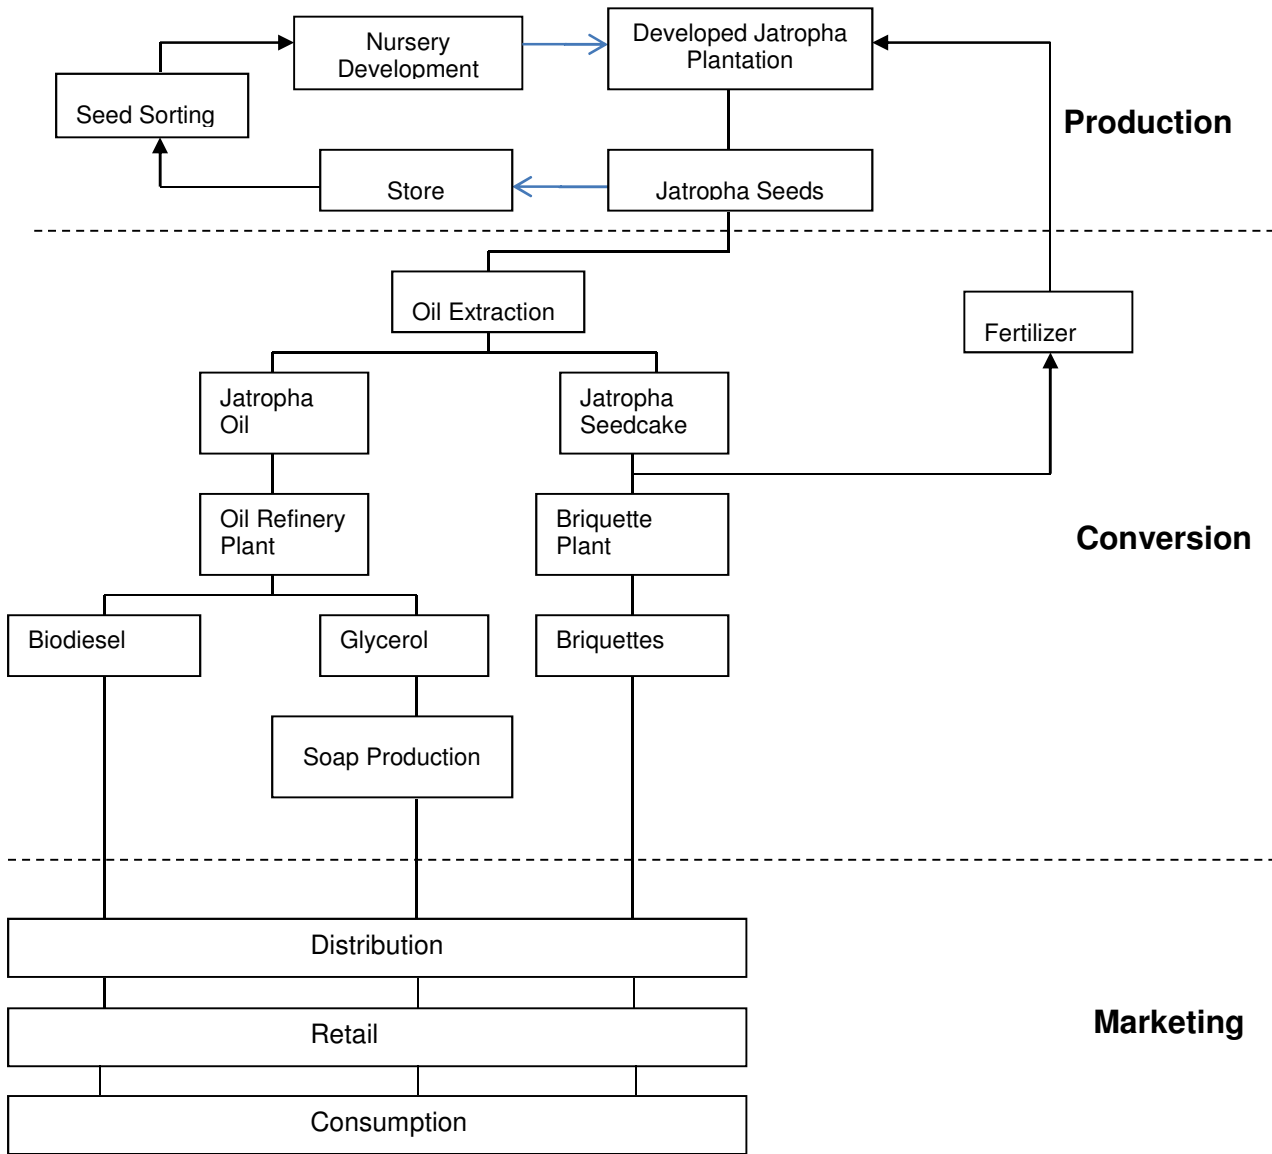 Nursery
Development
Developed Jatropha
Plantation
Seed Sorting
Production
Store
Jatropha Seeds
Oil Extraction
Fertilizer
Jatropha
Oil
Jatropha
Seedcake
Oil Refinery
Plant
Briquette
Plant
Conversion
Biodiesel
Glycerol
Briquettes
Soap Production
Distribution
Retail
Marketing
Consumption